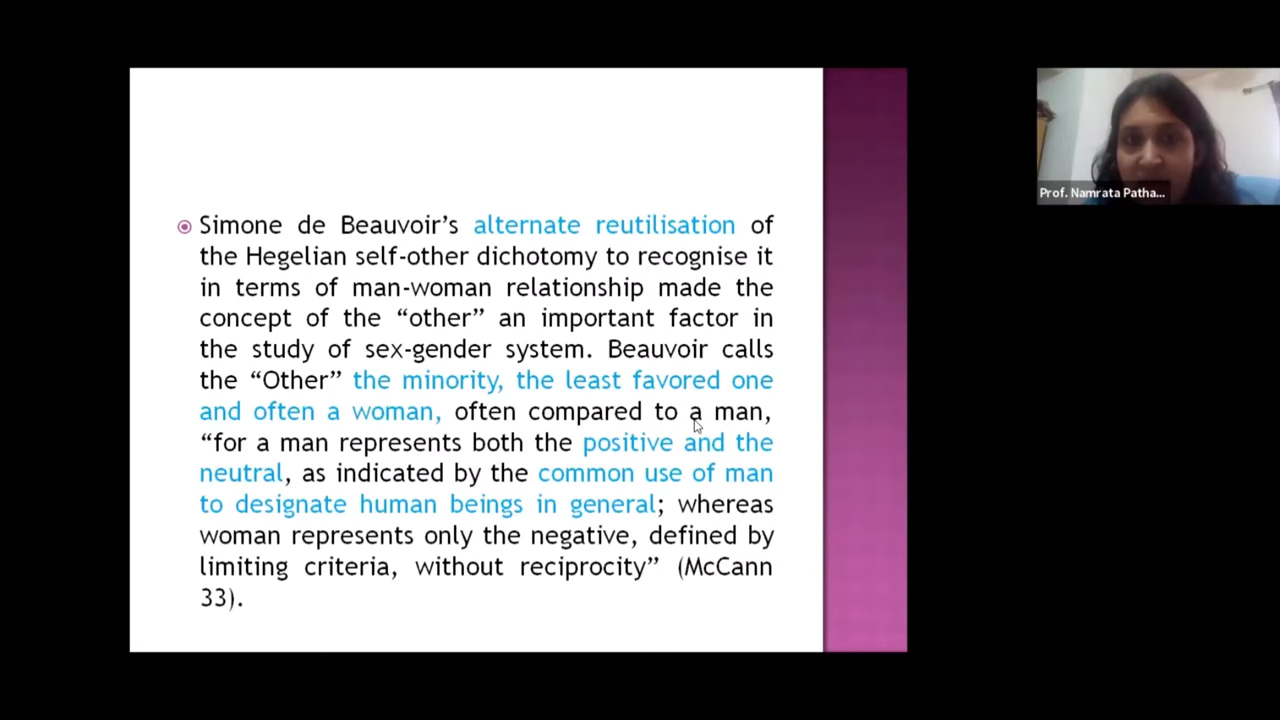 Simone de Beauvoir’s alternate reutilisation of
the Hegelian self-other dichotomy to recognise it
in terms of man-woman relationship made the
concept of the “other” an important factor in
the study of sex-gender system. Beauvoir calls
the “Other” the minority, the least favored one
and often a woman, often compared to a man,
“for a man represents both the positive and the
neutral, as indicated by the common use of man
to designate human beings in general; whereas
woman represents only the negative, defined by
limiting criteria, without reciprocity” (McCann
33).
Prof. Namrata Patha...